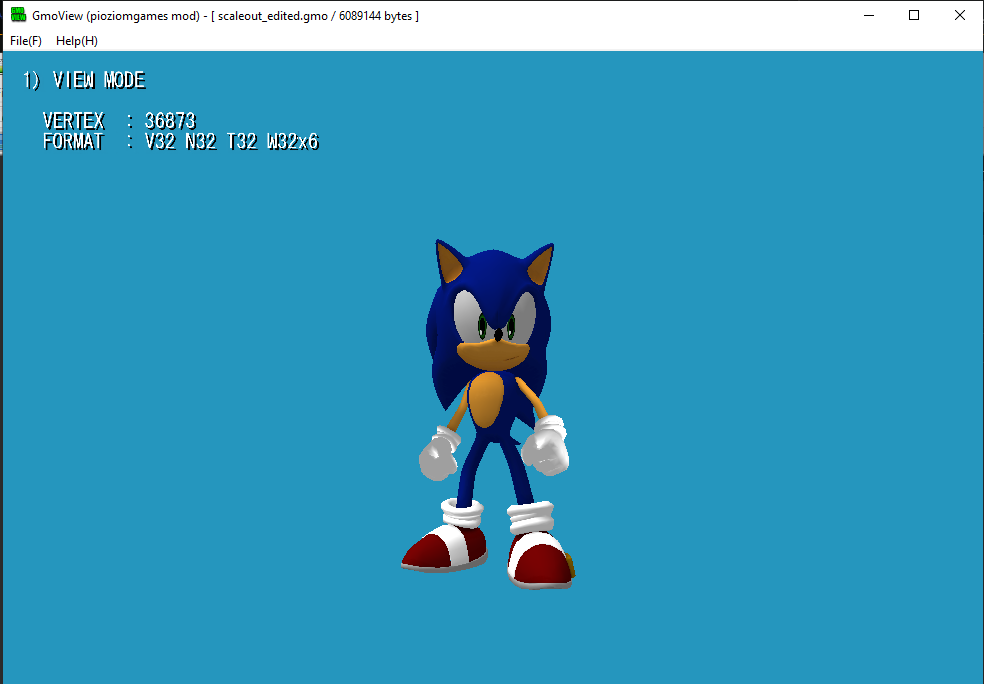 GmoView (pioziomgames mod) - [ scaleout_edited.gmo / 6089144 bytes ]
File(F) Help(H)
1) VIEW MODE
VERTEX : 36873
FORMAT : V32 N32 T32 W32x6